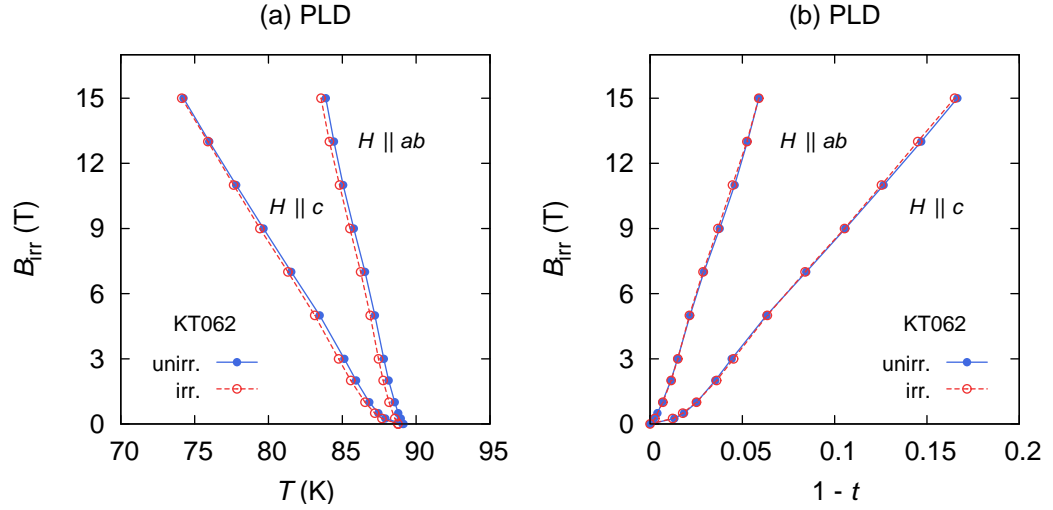 (a) PLD
15
12
9
6
3
0
B_irr (T)
H || ab
H || c
KT062
unirr.
irr.
70 75 80 85 90 95
T (K)
(b) PLD
15
12
9
6
3
0
B_irr (T)
H || ab
H || c
KT062
unirr.
irr.
0 0.05 0.1 0.15 0.2
1 - t